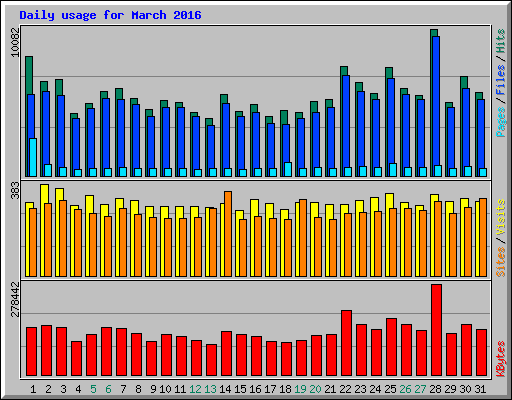 Daily usage for March 2016
10082
Pages / Files / Hits
383
Sites / Visits
278442
KBytes
1 2 3 4 5 6 7 8 9 10 11 12 13 14 15 16 17 18 19 20 21 22 23 24 25 26 27 28 29 30 31